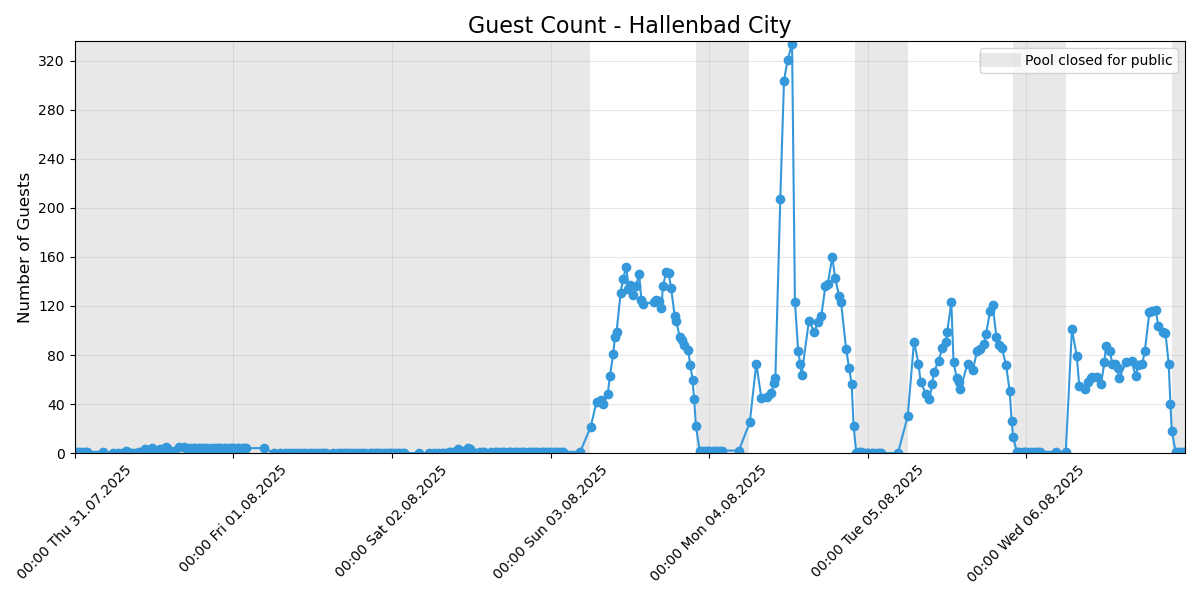 Guest Count - Hallenbad City
Pool closed for public
Number of Guests
320
280
240
200
160
120
80
40
0
00:00 Thu 31.07.2025
00:00 Fri 01.08.2025
00:00 Sat 02.08.2025
00:00 Sun 03.08.2025
00:00 Mon 04.08.2025
00:00 Tue 05.08.2025
00:00 Wed 06.08.2025